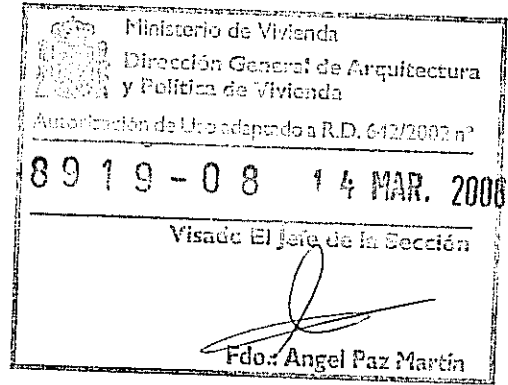 Ministerio de Vivienda
Dirección General de Arquitectura
y Política de Vivienda
Autorización de Uso adaptado a R.D. 642/2002 nº
8919-08 14 MAR. 2008
Visado El Jefe de la Sección
Fdo.: Angel Paz Martín